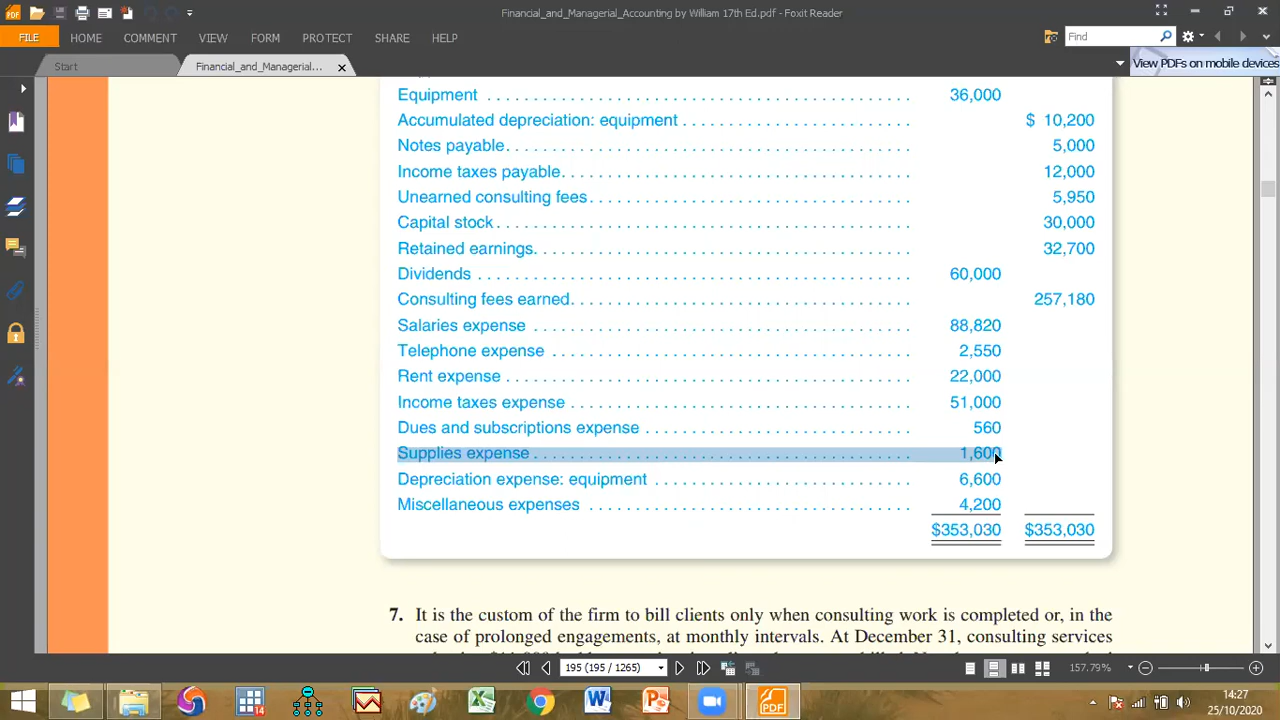 Financial_and_Managerial_Accounting by William 17th Ed.pdf - Foxit Reader
FILE HOME COMMENT VIEW FORM PROTECT SHARE HELP Find
Start Financial_and_Managerial... View PDFs on mobile devices
Equipment 36,000
Accumulated depreciation: equipment $ 10,200
Notes payable 5,000
Income taxes payable 12,000
Unearned consulting fees 5,950
Capital stock 30,000
Retained earnings 32,700
Dividends 60,000
Consulting fees earned 257,180
Salaries expense 88,820
Telephone expense 2,550
Rent expense 22,000
Income taxes expense 51,000
Dues and subscriptions expense 560
Supplies expense 1,600
Depreciation expense: equipment 6,600
Miscellaneous expenses 4,200
$353,030 $353,030
7. It is the custom of the firm to bill clients only when consulting work is completed or, in the
case of prolonged engagements, at monthly intervals. At December 31, consulting services
195 (195 / 1265) 157.79%
14:27
25/10/2020